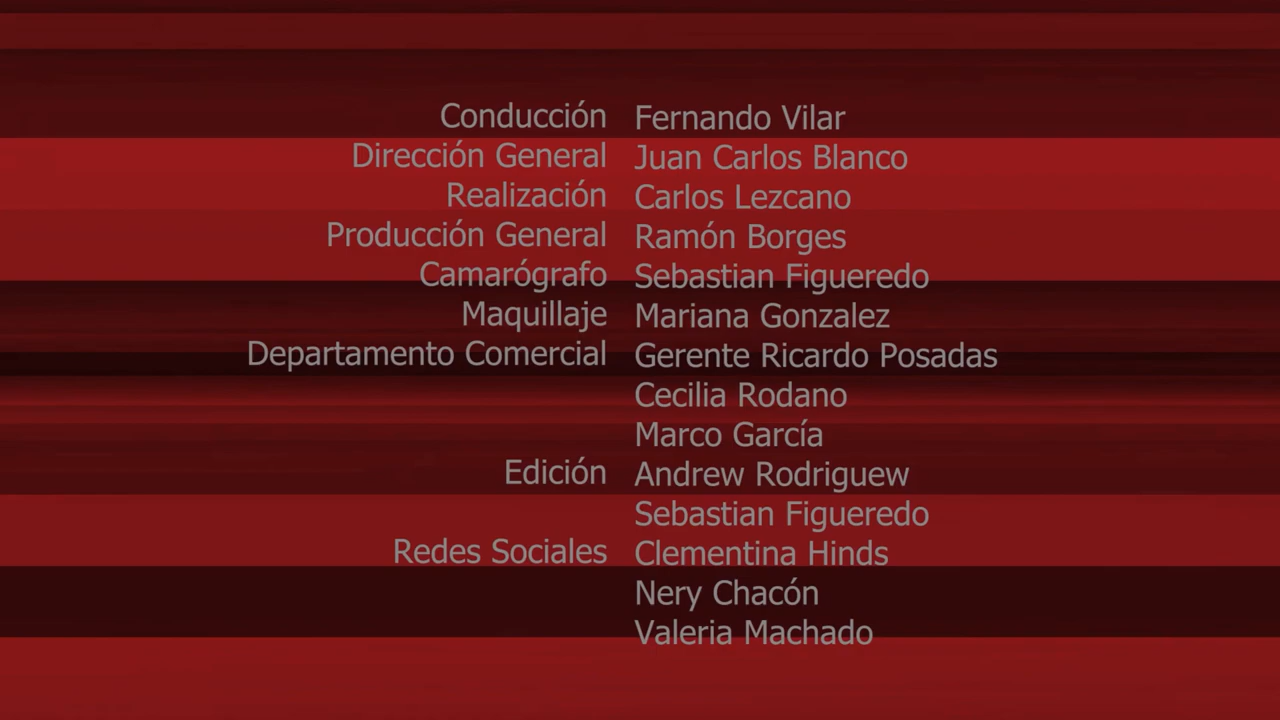 Conducción Fernando Vilar
Dirección General Juan Carlos Blanco
Realización Carlos Lezcano
Producción General Ramón Borges
Camarógrafo Sebastian Figueredo
Maquillaje Mariana Gonzalez
Departamento Comercial Gerente Ricardo Posadas
Cecilia Rodano
Marco García
Edición Andrew Rodriguew
Sebastian Figueredo
Redes Sociales Clementina Hinds
Nery Chacón
Valeria Machado